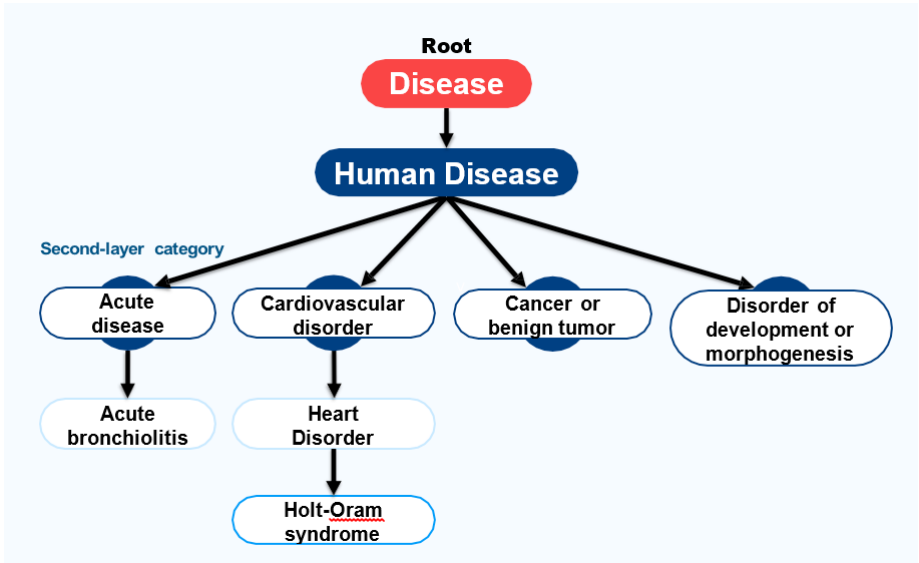 Root
Disease
Human Disease
Second-layer category
Acute
disease
Cardiovascular
disorder
Cancer or
benign tumor
Disorder of
development or
morphogenesis
Acute
bronchiolitis
Heart
Disorder
Holt-Oram
syndrome